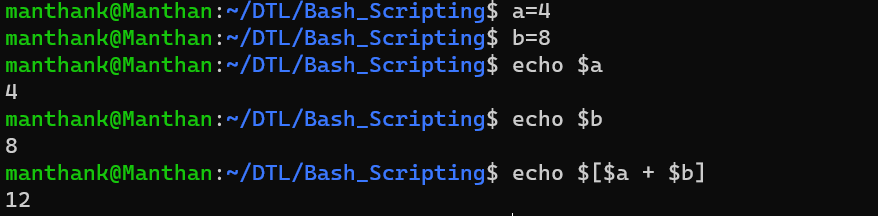 manthank@Manthan:~/DTL/Bash_Scripting$ a=4
manthank@Manthan:~/DTL/Bash_Scripting$ b=8
manthank@Manthan:~/DTL/Bash_Scripting$ echo $a
4
manthank@Manthan:~/DTL/Bash_Scripting$ echo $b
8
manthank@Manthan:~/DTL/Bash_Scripting$ echo $[$a + $b]
12